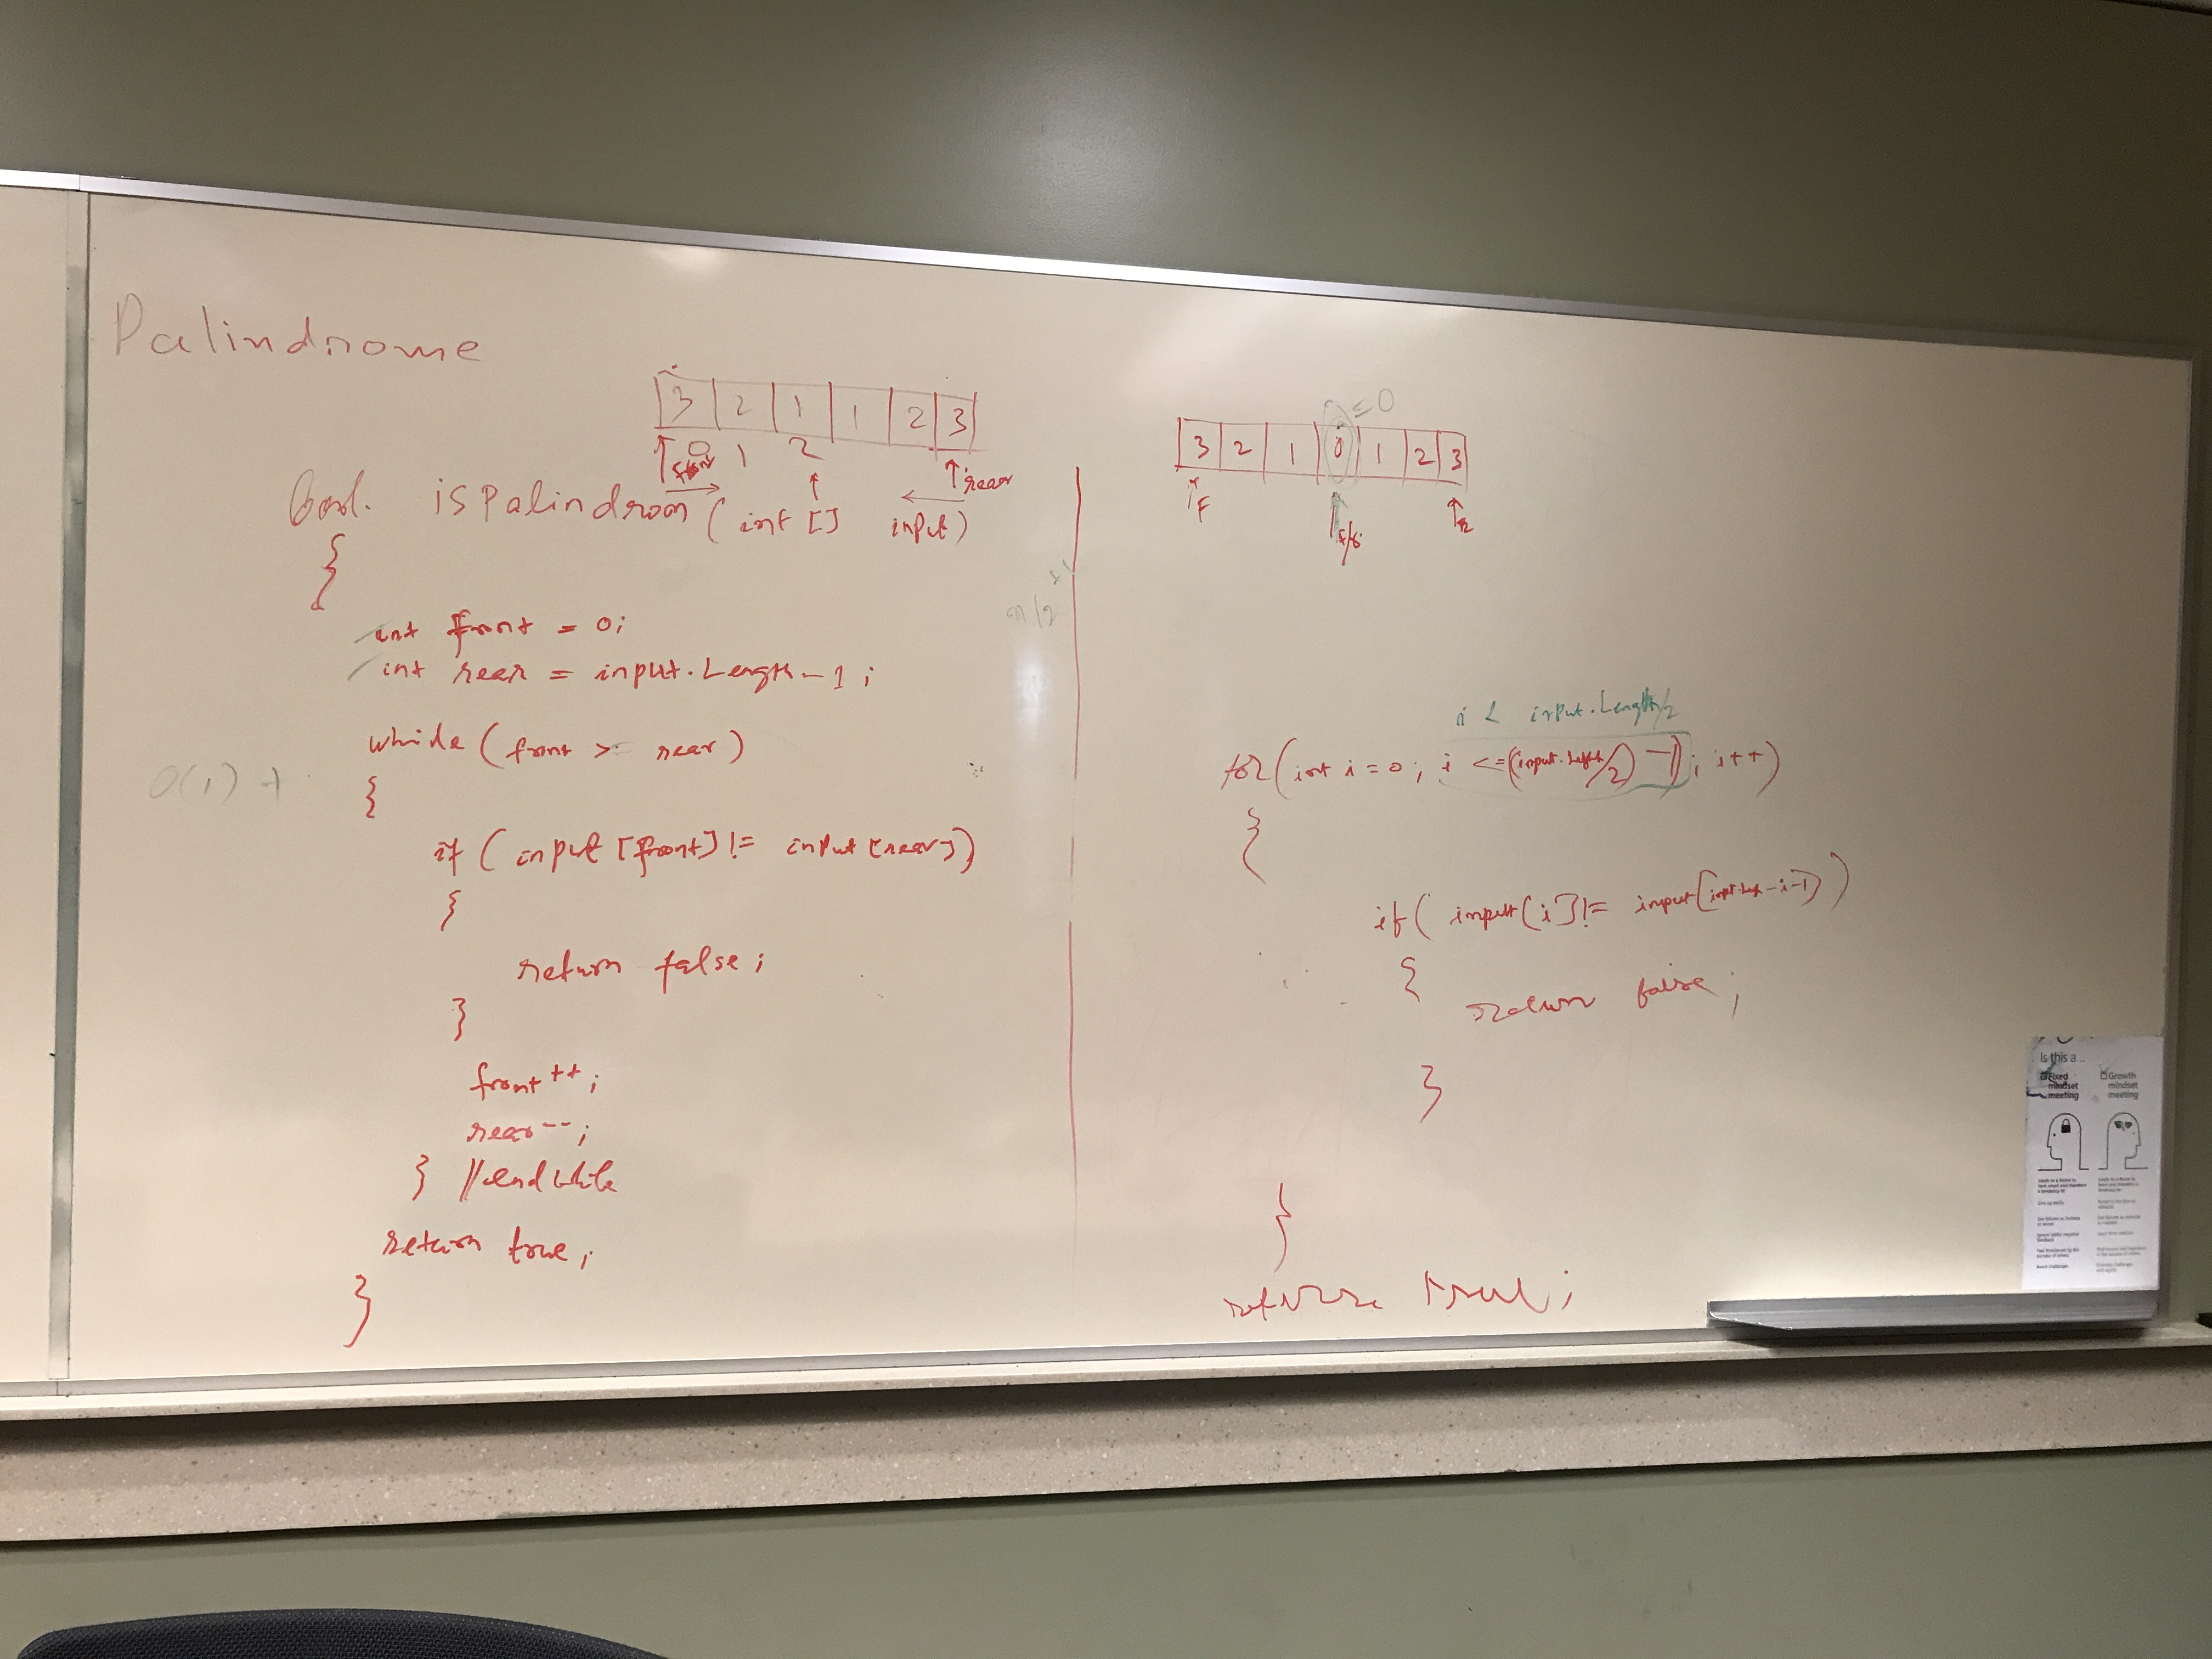 Palindrome
3 2 1 1 2 3
0 1 2
front
rear
bool. isPalindrom (int [] input)
{
int front = 0;
int rear = input.Length-1;
while (front > rear)
{
if (input [front] != input [rear])
{
return false;
}
front++;
rear--;
} //end while
return true;
}
O(1) +
n/2
3 2 1 0 1 2 3
= 0
F
r
i < input.Length/2
for (int i = 0; i <= (input.Length/2) - 1); i++)
{
if ( input[i] != input[input.Length-i-1])
{
return false;
}
}
return true;
Is this a...
Fixed mindset meeting
Growth mindset meeting